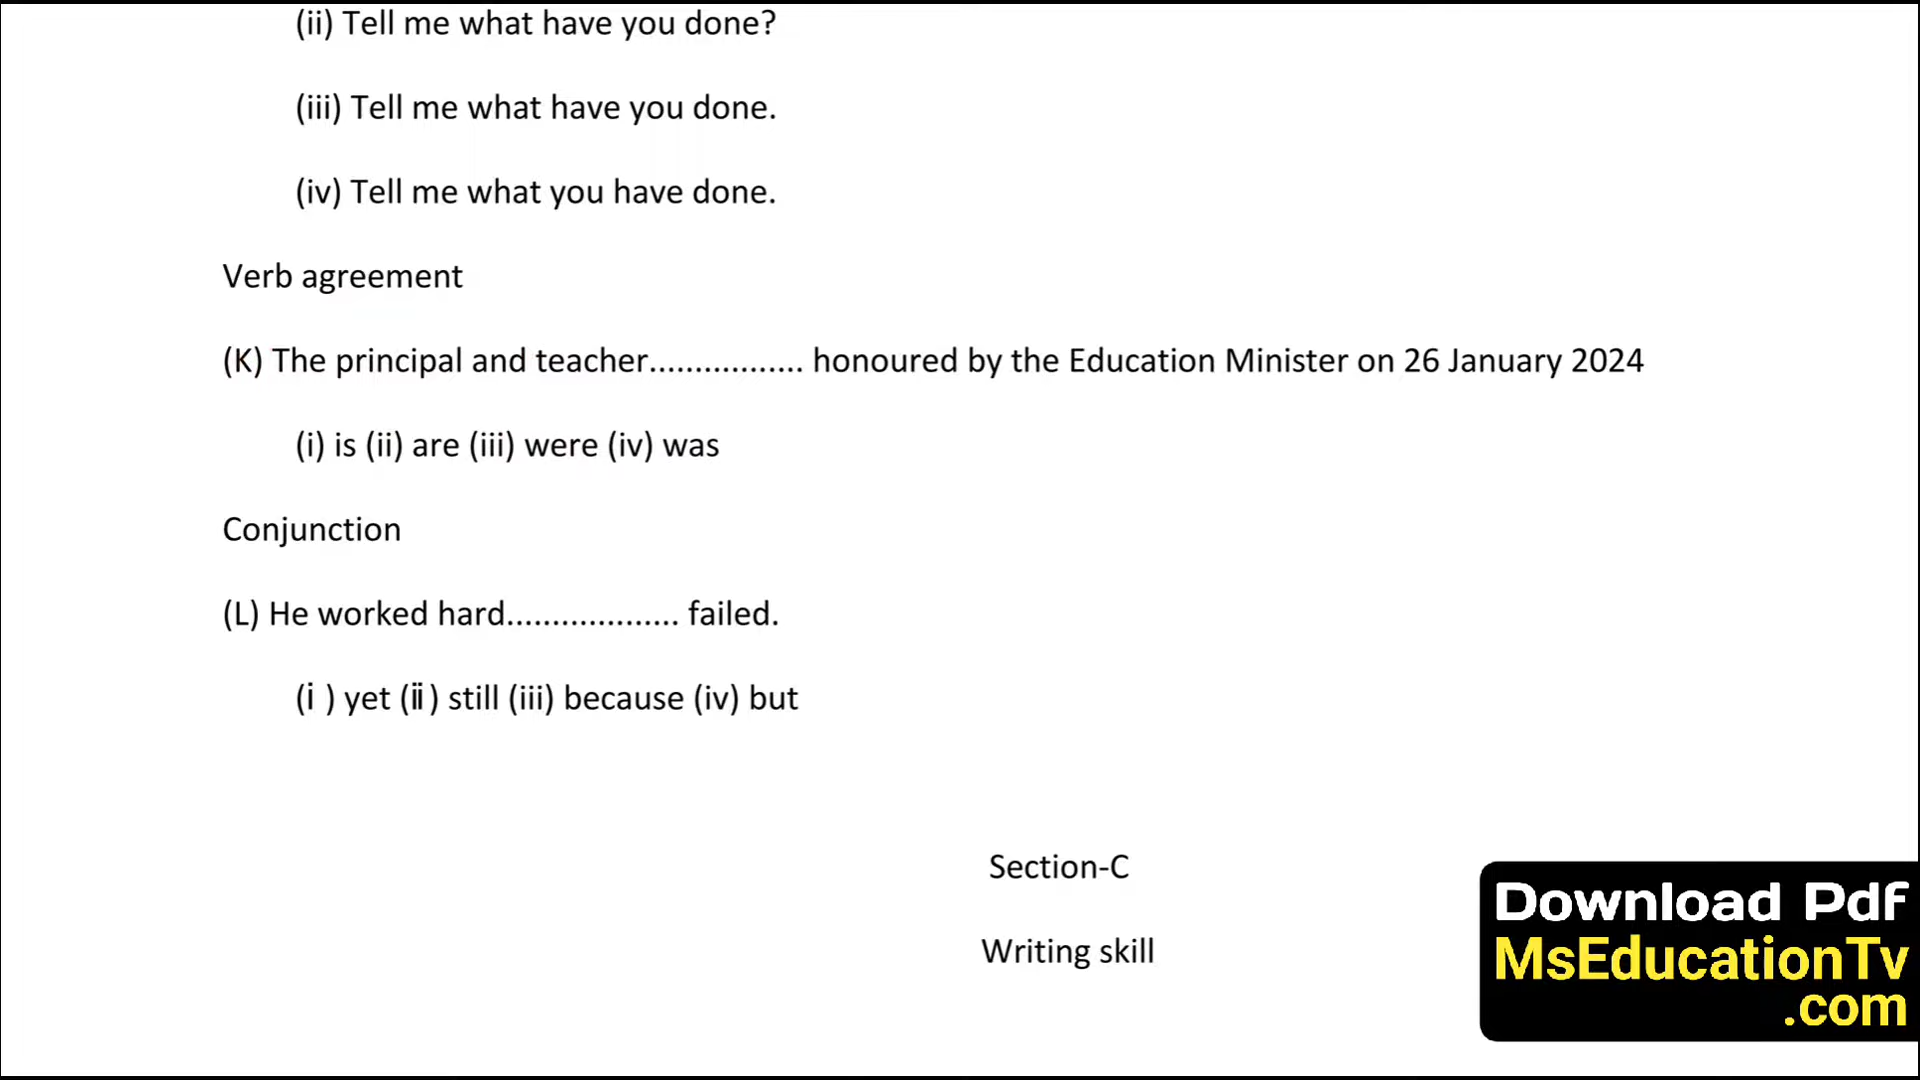 (ii) Tell me what have you done?
(iii) Tell me what have you done.
(iv) Tell me what you have done.
Verb agreement
(K) The principal and teacher................. honoured by the Education Minister on 26 January 2024
(i) is (ii) are (iii) were (iv) was
Conjunction
(L) He worked hard................... failed.
(ⅰ) yet (ⅱ) still (iii) because (iv) but
Section-C
Writing skill
Download Pdf
MsEducationTv
.com